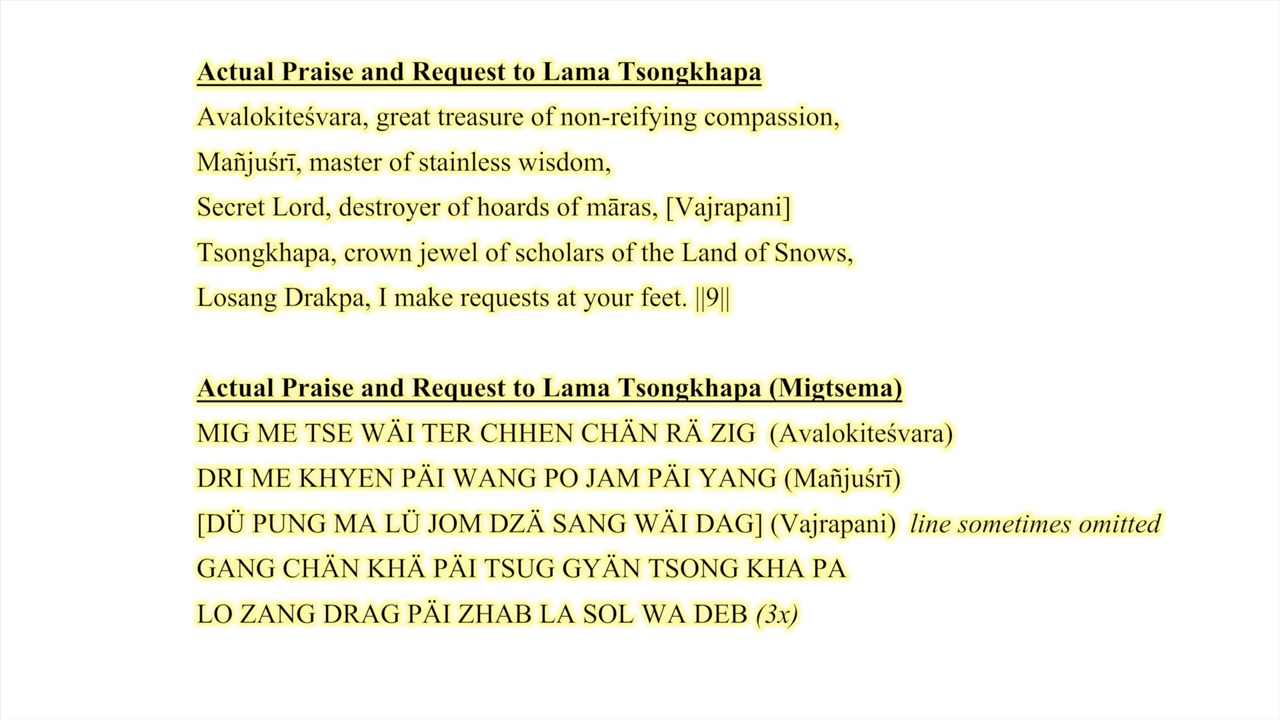 Actual Praise and Request to Lama Tsongkhapa
Avalokiteśvara, great treasure of non-reifying compassion,
Mañjuśrī, master of stainless wisdom,
Secret Lord, destroyer of hoards of māras, [Vajrapani]
Tsongkhapa, crown jewel of scholars of the Land of Snows,
Losang Drakpa, I make requests at your feet. ||9||
Actual Praise and Request to Lama Tsongkhapa (Migtsema)
MIG ME TSE WÄI TER CHHEN CHÄN RÄ ZIG (Avalokiteśvara)
DRI ME KHYEN PÄI WANG PO JAM PÄI YANG (Mañjuśrī)
[DÜ PUNG MA LÜ JOM DZÄ SANG WÄI DAG] (Vajrapani) line sometimes omitted
GANG CHÄN KHÄ PÄI TSUG GYÄN TSONG KHA PA
LO ZANG DRAG PÄI ZHAB LA SOL WA DEB (3x)